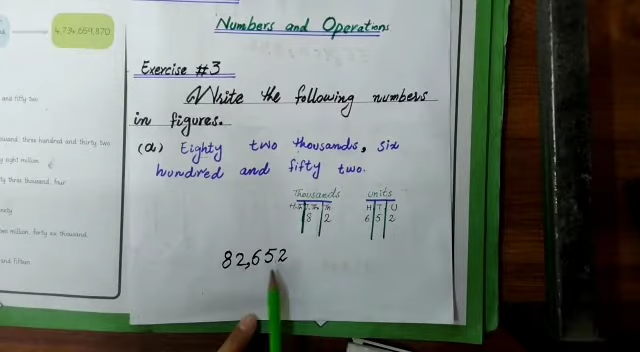 4,734,659,870
Numbers and Operations
and fifty two
Exercise #3
Write the following numbers
in figures.
(a) Eighty two thousands, six
hundred and fifty two.
three hundred and thirty two
eight million
three thousand, four
million, forty six thousand
and fifteen
Thousands units
H.Th T.Th Th H T U
8 2 6 5 2
82,652